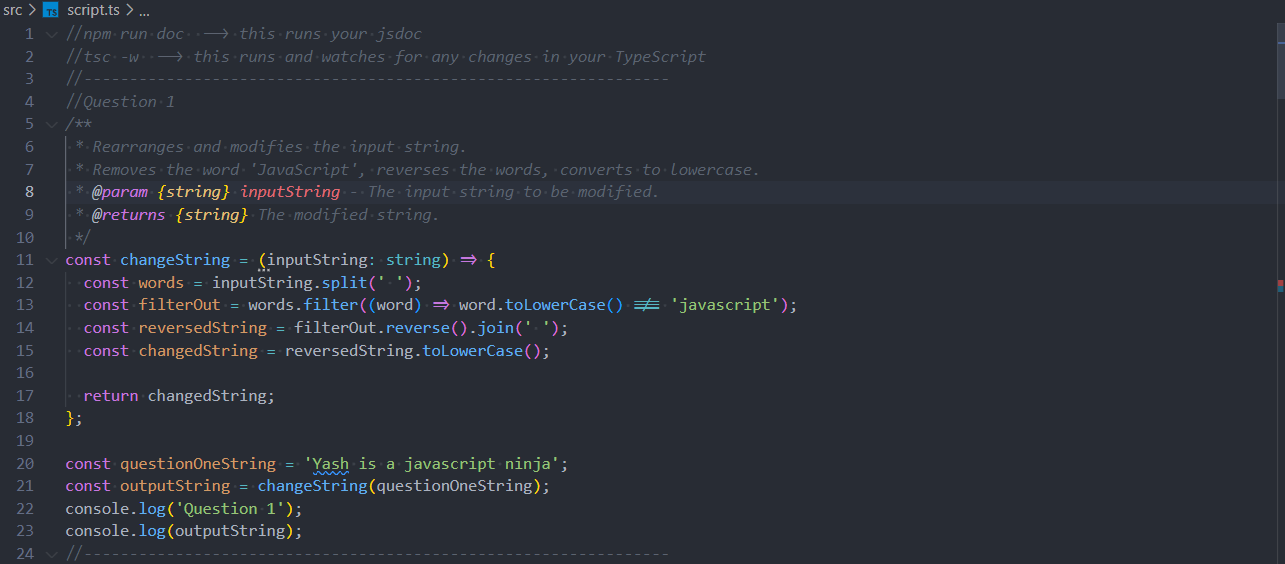 src > TS script.ts > ...
1 //npm run doc --> this runs your jsdoc
2 //tsc -w --> this runs and watches for any changes in your TypeScript
3 //----------------------------------------------------------------
4 //Question 1
5 /**
6  * Rearranges and modifies the input string.
7  * Removes the word 'JavaScript', reverses the words, converts to lowercase.
8  * @param {string} inputString - The input string to be modified.
9  * @returns {string} The modified string.
10  */
11 const changeString = (inputString: string) => {
12   const words = inputString.split(' ');
13   const filterOut = words.filter((word) => word.toLowerCase() !== 'javascript');
14   const reversedString = filterOut.reverse().join(' ');
15   const changedString = reversedString.toLowerCase();
16
17   return changedString;
18 };
19
20 const questionOneString = 'Yash is a javascript ninja';
21 const outputString = changeString(questionOneString);
22 console.log('Question 1');
23 console.log(outputString);
24 //----------------------------------------------------------------